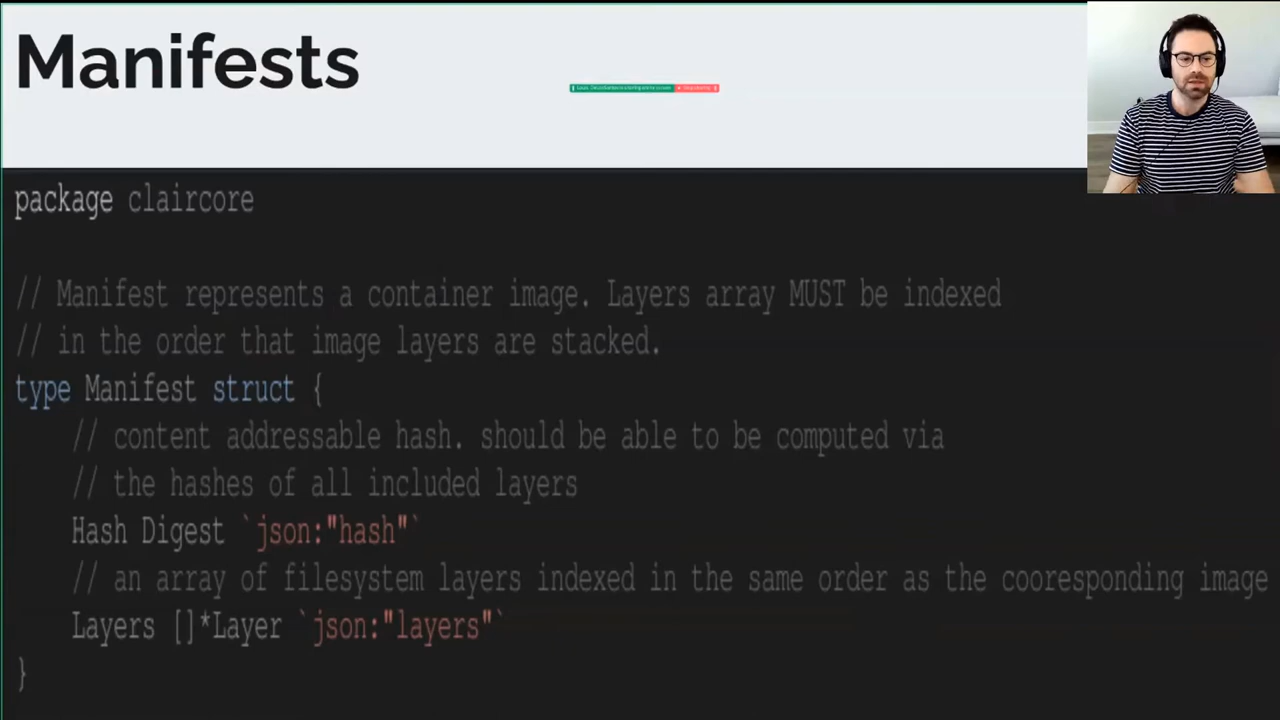 Manifests
package claircore
// Manifest represents a container image. Layers array MUST be indexed
// in the order that image layers are stacked.
type Manifest struct {
// content addressable hash. should be able to be computed via
// the hashes of all included layers
Hash Digest `json:"hash"`
// an array of filesystem layers indexed in the same order as the cooresponding image
Layers []*Layer `json:"layers"`
}